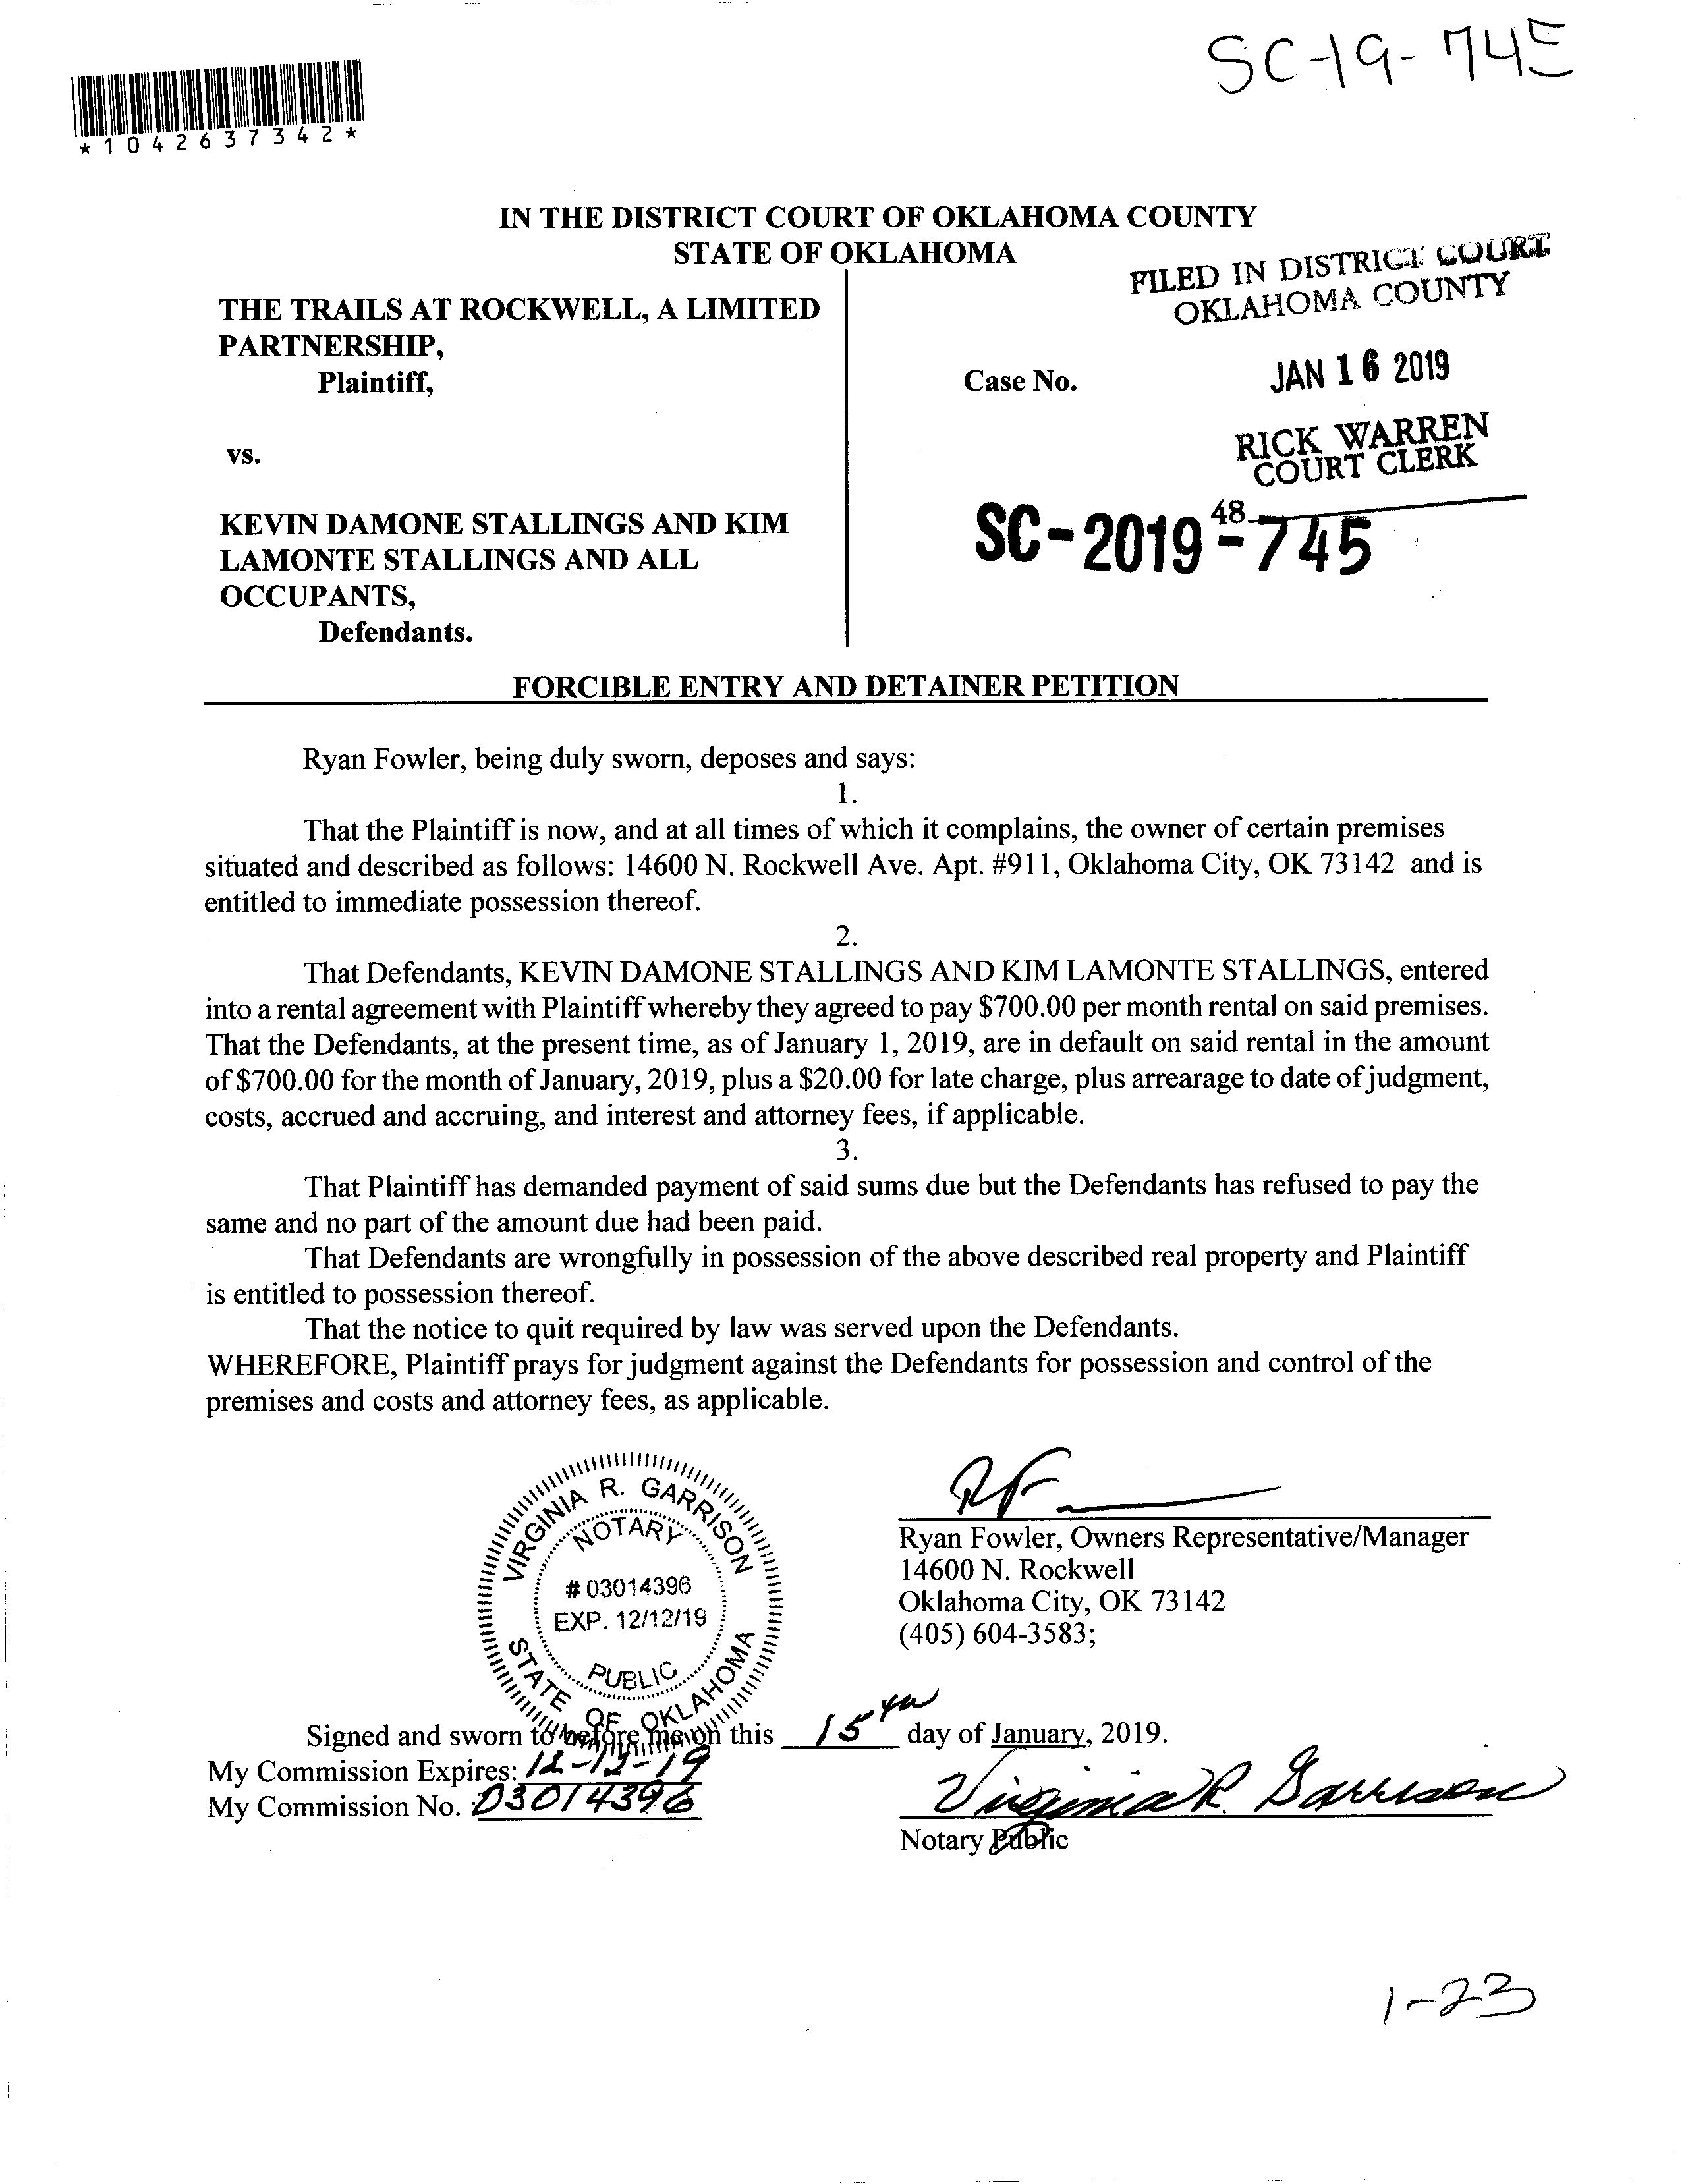 SC-19-745
*1042637342*
IN THE DISTRICT COURT OF OKLAHOMA COUNTY
STATE OF OKLAHOMA
FILED IN DISTRICT COURT
OKLAHOMA COUNTY
THE TRAILS AT ROCKWELL, A LIMITED
PARTNERSHIP,
Plaintiff,
Case No.
JAN 16 2019
RICK WARREN
COURT CLERK
vs.
48
SC-2019-745
KEVIN DAMONE STALLINGS AND KIM
LAMONTE STALLINGS AND ALL
OCCUPANTS,
Defendants.
FORCIBLE ENTRY AND DETAINER PETITION
Ryan Fowler, being duly sworn, deposes and says:
1.
That the Plaintiff is now, and at all times of which it complains, the owner of certain premises
situated and described as follows: 14600 N. Rockwell Ave. Apt. #911, Oklahoma City, OK 73142 and is
entitled to immediate possession thereof.
2.
That Defendants, KEVIN DAMONE STALLINGS AND KIM LAMONTE STALLINGS, entered
into a rental agreement with Plaintiff whereby they agreed to pay $700.00 per month rental on said premises.
That the Defendants, at the present time, as of January 1, 2019, are in default on said rental in the amount
of $700.00 for the month of January, 2019, plus a $20.00 for late charge, plus arrearage to date of judgment,
costs, accrued and accruing, and interest and attorney fees, if applicable.
3.
That Plaintiff has demanded payment of said sums due but the Defendants has refused to pay the
same and no part of the amount due had been paid.
That Defendants are wrongfully in possession of the above described real property and Plaintiff
is entitled to possession thereof.
That the notice to quit required by law was served upon the Defendants.
WHEREFORE, Plaintiff prays for judgment against the Defendants for possession and control of the
premises and costs and attorney fees, as applicable.
VIRGINIA R. GARRISON
NOTARY
# 03014396
EXP. 12/12/19
PUBLIC
STATE OF OKLAHOMA
RF
Ryan Fowler, Owners Representative/Manager
14600 N. Rockwell
Oklahoma City, OK 73142
(405) 604-3583;
Signed and sworn to before me on this 15th day of January, 2019.
My Commission Expires: 12-12-19
My Commission No. 03014396
Virginia R. Garrison
Notary Public
1-23